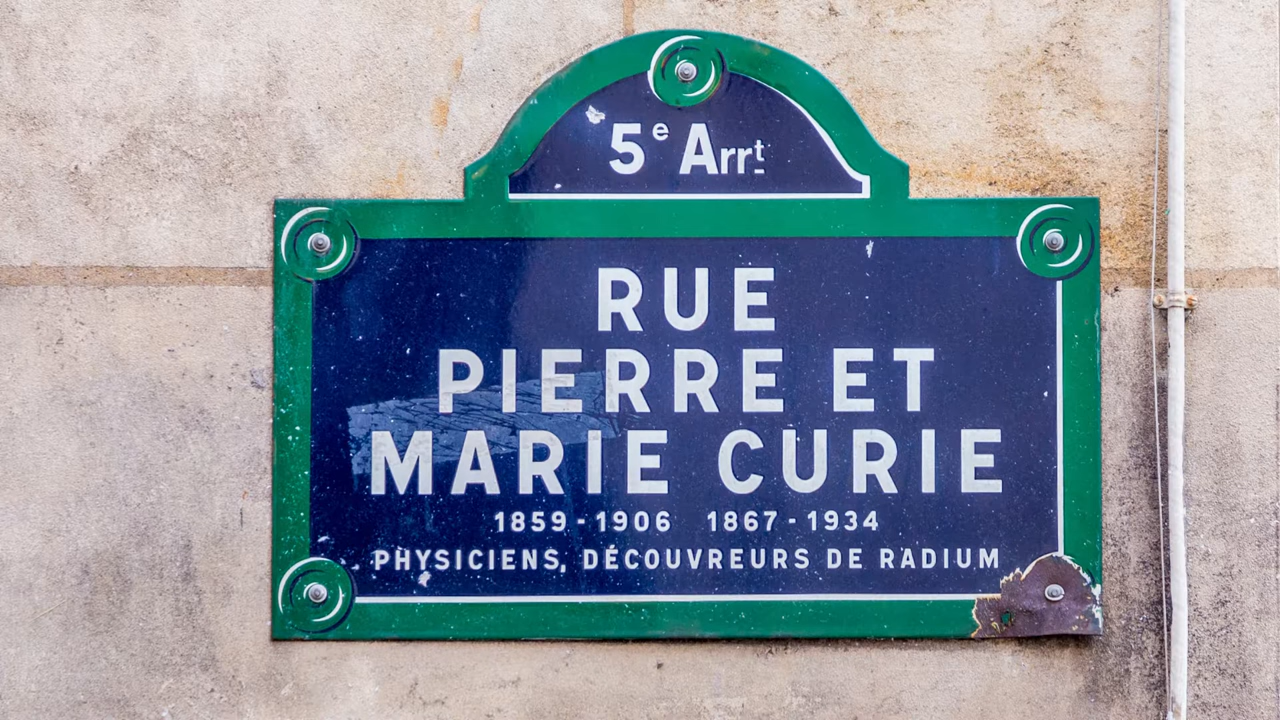 5e Arrt
RUE
PIERRE ET
MARIE CURIE
1859-1906 1867-1934
PHYSICIENS, DÉCOUVREURS DE RADIUM